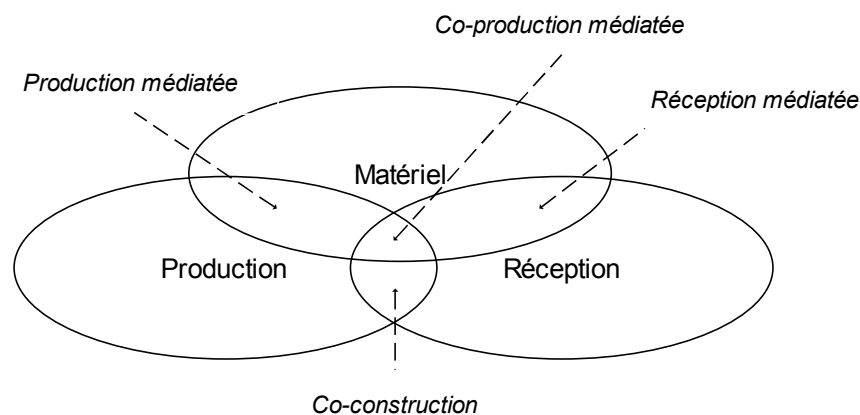 Co-production médiatée
Production médiatée
Réception médiatée
Matériel
Production
Réception
Co-construction